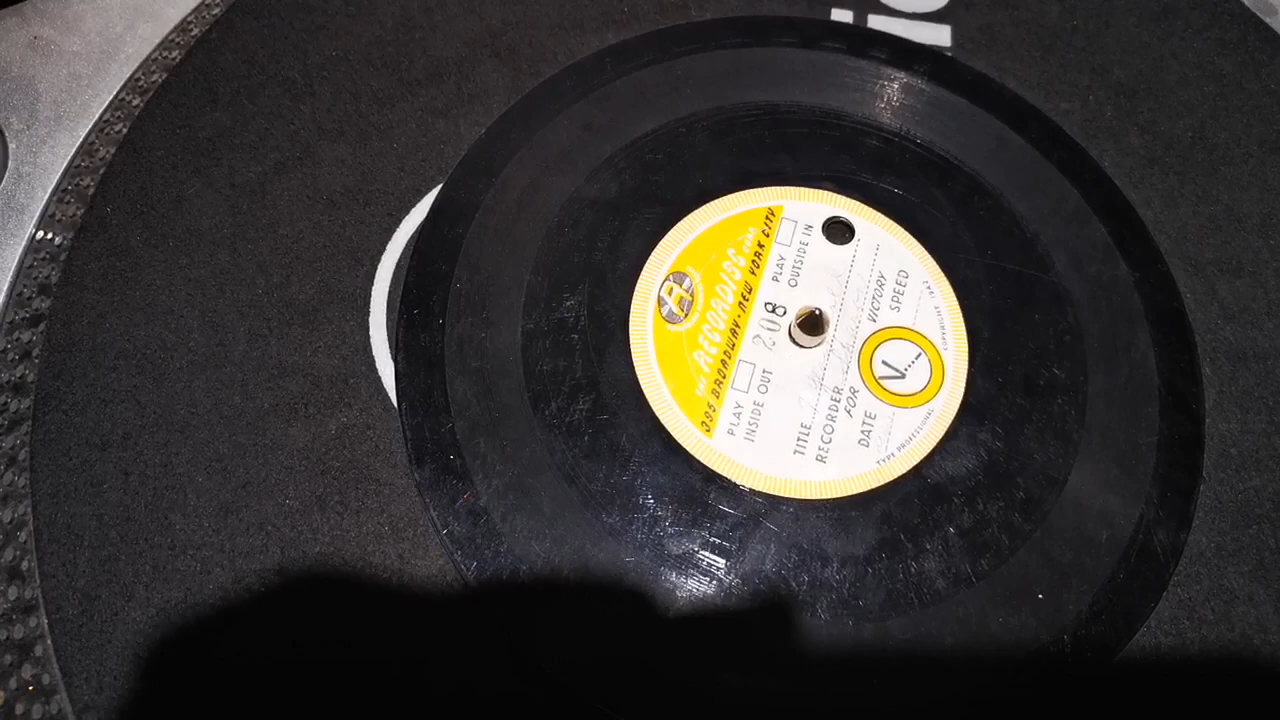 R
THE RECORDISC CORP.
395 BROADWAY · NEW YORK CITY
PLAY
INSIDE OUT
208
PLAY
OUTSIDE IN
TITLE
RECORDER
FOR VICTORY
V...–
DATE
SPEED
TYPE PROFESSIONAL
COPYRIGHT 1942